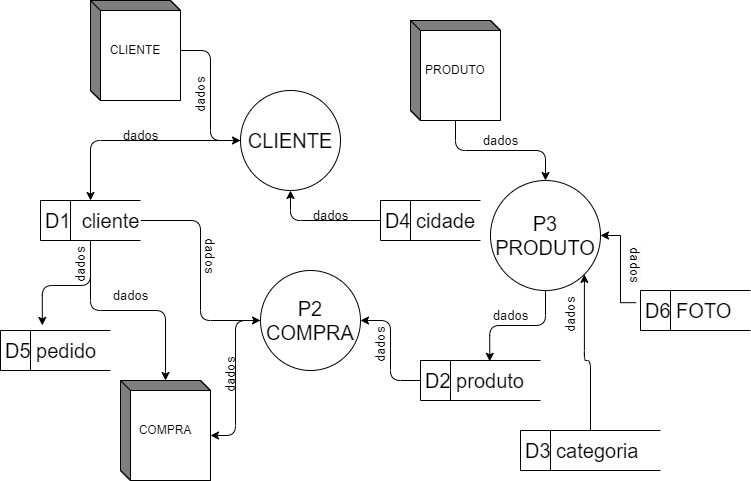 CLIENTE
PRODUTO
dados
dados
dados
CLIENTE
D1 cliente
dados
D4 cidade
P3
PRODUTO
dados
dados
dados
dados
P2
COMPRA
dados
dados
D6 FOTO
D5 pedido
dados
dados
D2 produto
COMPRA
D3 categoria